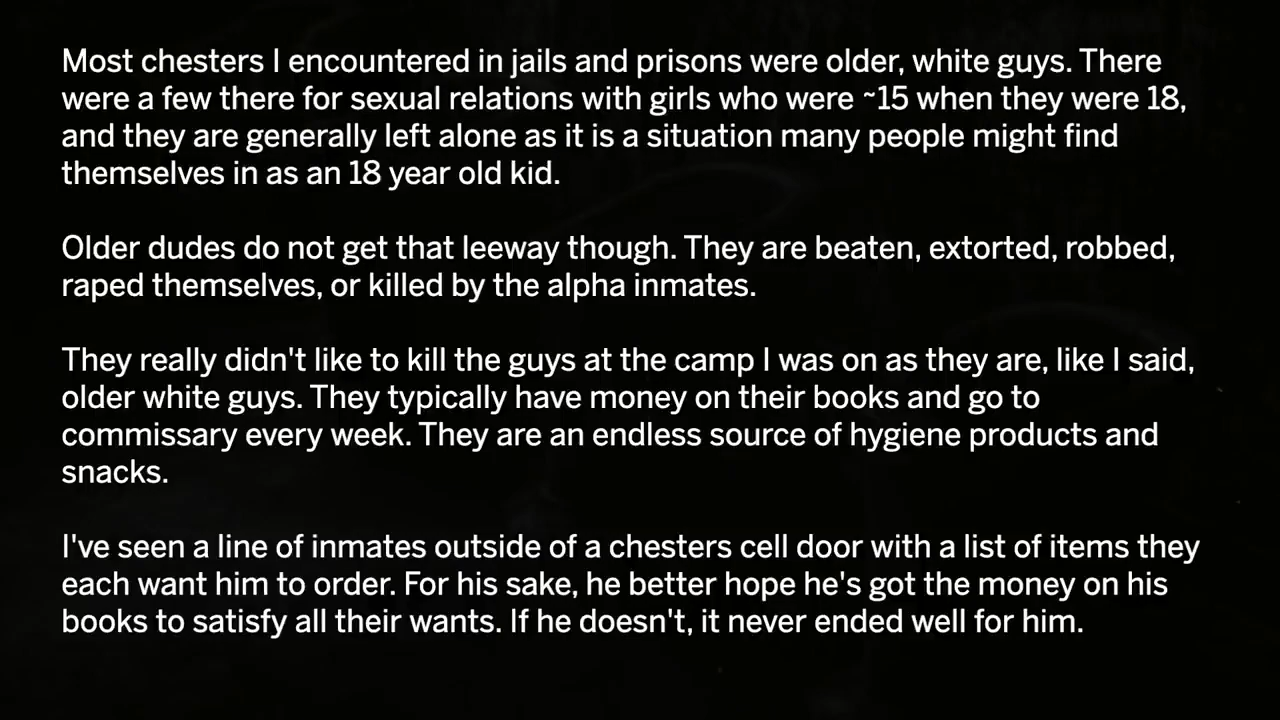 Most chesters I encountered in jails and prisons were older, white guys. There
were a few there for sexual relations with girls who were ~15 when they were 18,
and they are generally left alone as it is a situation many people might find
themselves in as an 18 year old kid.
Older dudes do not get that leeway though. They are beaten, extorted, robbed,
raped themselves, or killed by the alpha inmates.
They really didn't like to kill the guys at the camp I was on as they are, like I said,
older white guys. They typically have money on their books and go to
commissary every week. They are an endless source of hygiene products and
snacks.
I've seen a line of inmates outside of a chesters cell door with a list of items they
each want him to order. For his sake, he better hope he's got the money on his
books to satisfy all their wants. If he doesn't, it never ended well for him.